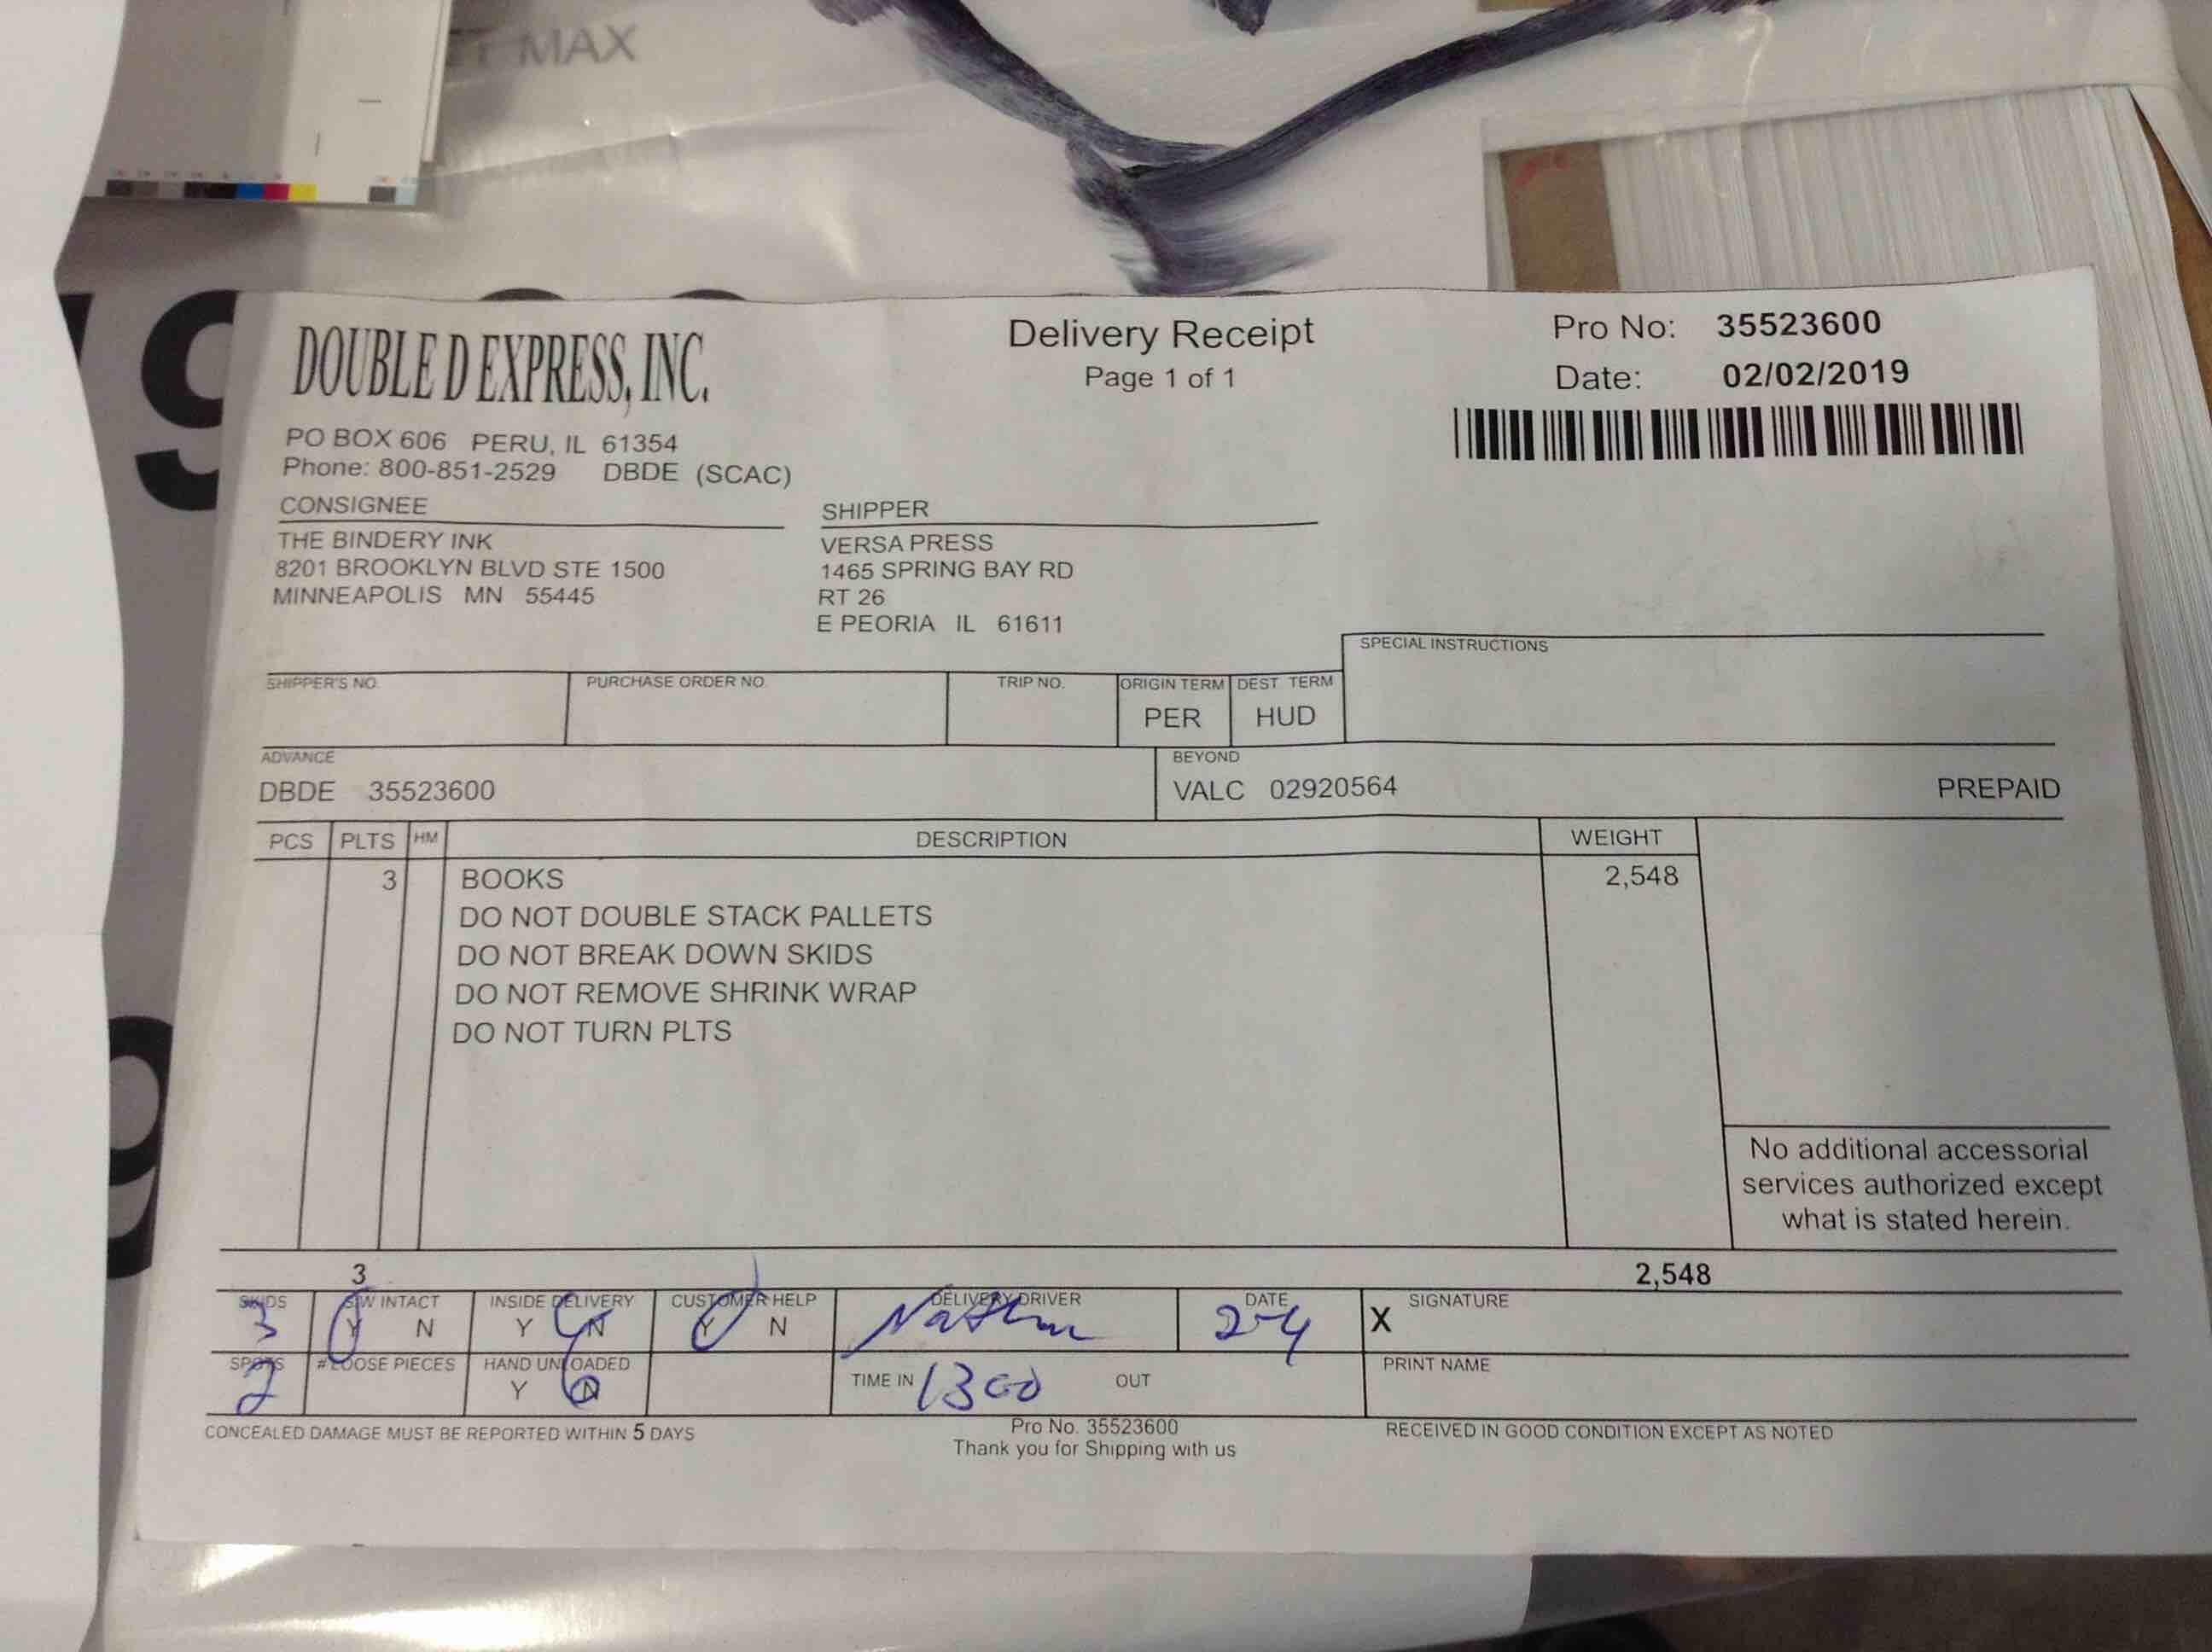 ET MAX
DOUBLE D EXPRESS, INC.
PO BOX 606 PERU, IL 61354
Phone: 800-851-2529 DBDE (SCAC)
Delivery Receipt
Page 1 of 1
Pro No: 35523600
Date: 02/02/2019
CONSIGNEE
THE BINDERY INK
8201 BROOKLYN BLVD STE 1500
MINNEAPOLIS MN 55445
SHIPPER
VERSA PRESS
1465 SPRING BAY RD
RT 26
E PEORIA IL 61611
SPECIAL INSTRUCTIONS
SHIPPER'S NO. PURCHASE ORDER NO. TRIP NO. ORIGIN TERM DEST. TERM
PER HUD
ADVANCE BEYOND
DBDE 35523600 VALC 02920564 PREPAID
PCS PLTS HM DESCRIPTION WEIGHT
3 BOOKS 2,548
DO NOT DOUBLE STACK PALLETS
DO NOT BREAK DOWN SKIDS
DO NOT REMOVE SHRINK WRAP
DO NOT TURN PLTS
No additional accessorial
services authorized except
what is stated herein.
3 2,548
SKIDS S/W INTACT INSIDE DELIVERY CUSTOMER HELP DELIVERY DRIVER DATE SIGNATURE
3 Y N Y N Y N Nathan 2-4 X
SPOTS # LOOSE PIECES HAND UNLOADED PRINT NAME
2 Y N TIME IN 1300 OUT
CONCEALED DAMAGE MUST BE REPORTED WITHIN 5 DAYS
Pro No. 35523600
Thank you for Shipping with us
RECEIVED IN GOOD CONDITION EXCEPT AS NOTED